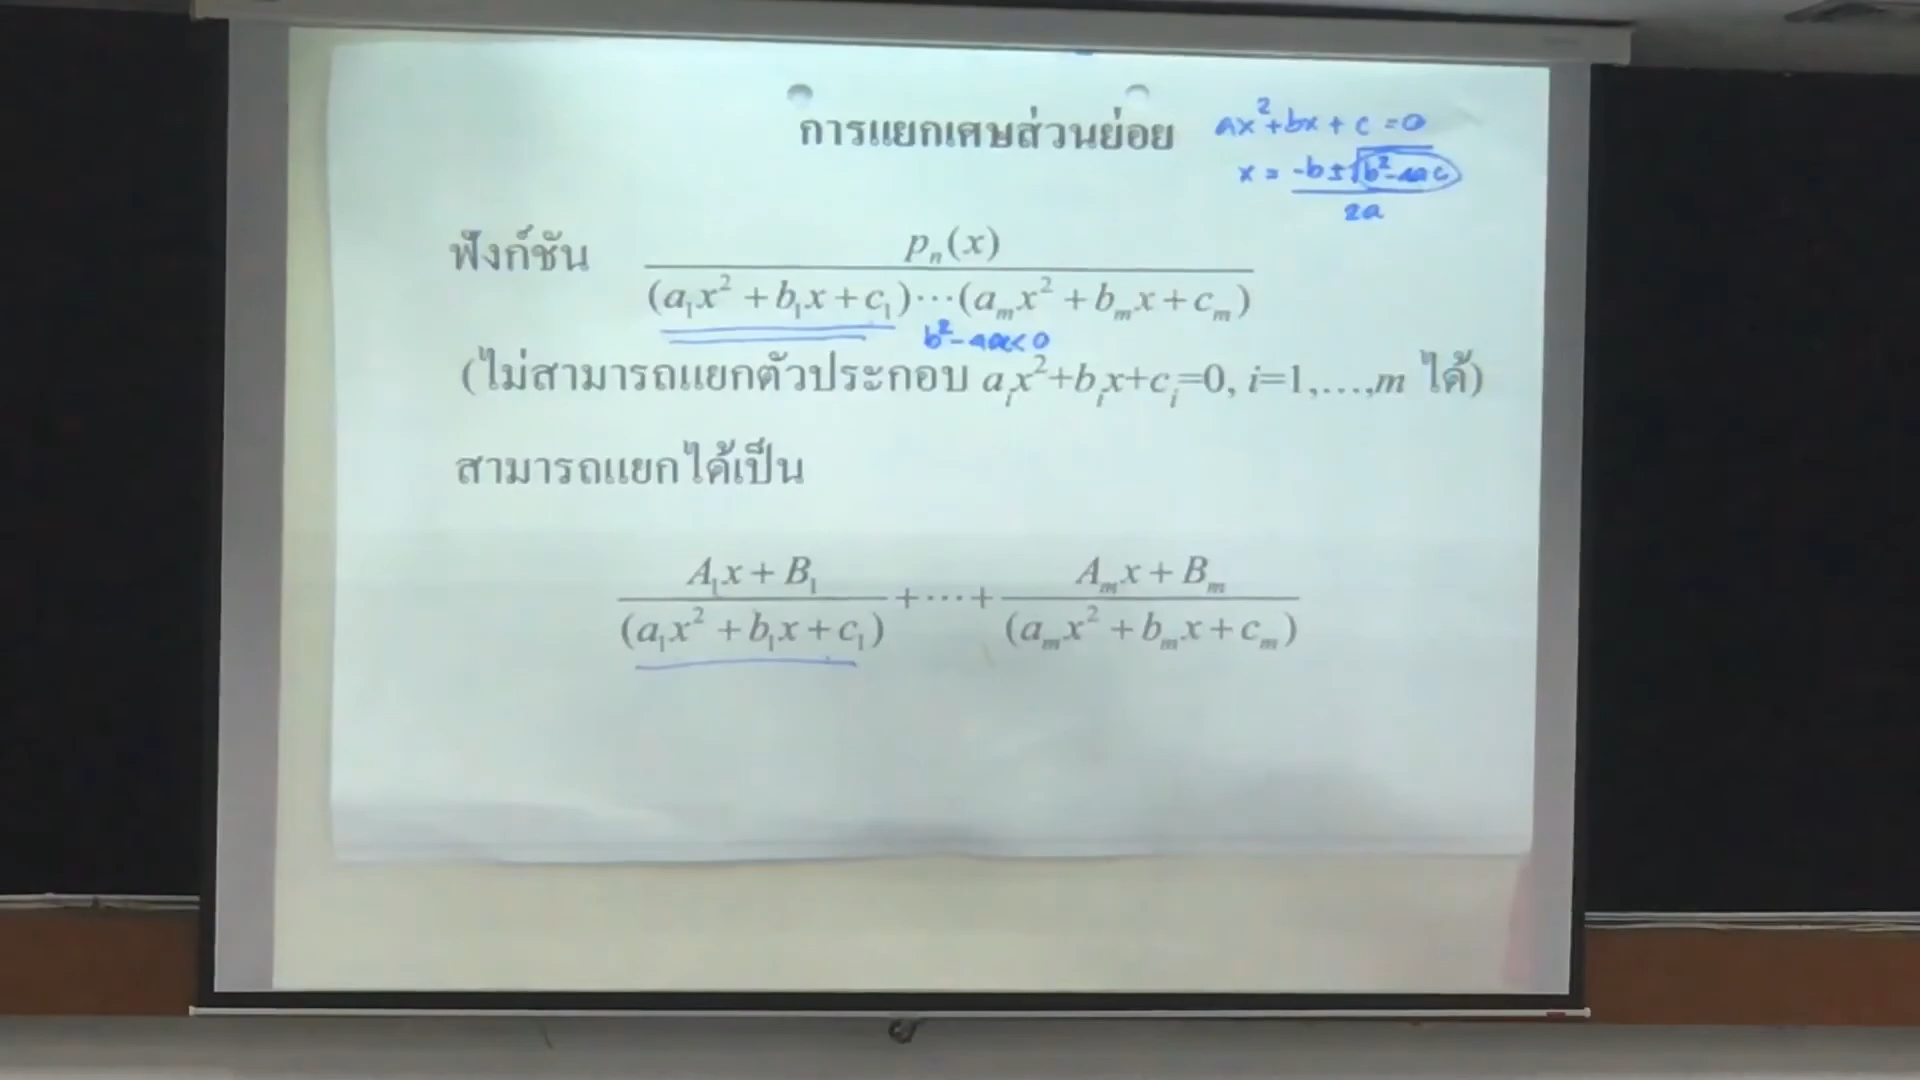 การแยกเศษส่วนย่อย
ax²+bx+c=0
x = (-b±√(b²-4ac))/2a
ฟังก์ชัน pₙ(x)/((a₁x²+b₁x+c₁)⋯(aₘx²+bₘx+cₘ))
b²-4ac<0
(ไม่สามารถแยกตัวประกอบ aᵢx²+bᵢx+cᵢ=0, i=1,…,m ได้)
สามารถแยกได้เป็น
(A₁x+B₁)/(a₁x²+b₁x+c₁)+⋯+(Aₘx+Bₘ)/(aₘx²+bₘx+cₘ)